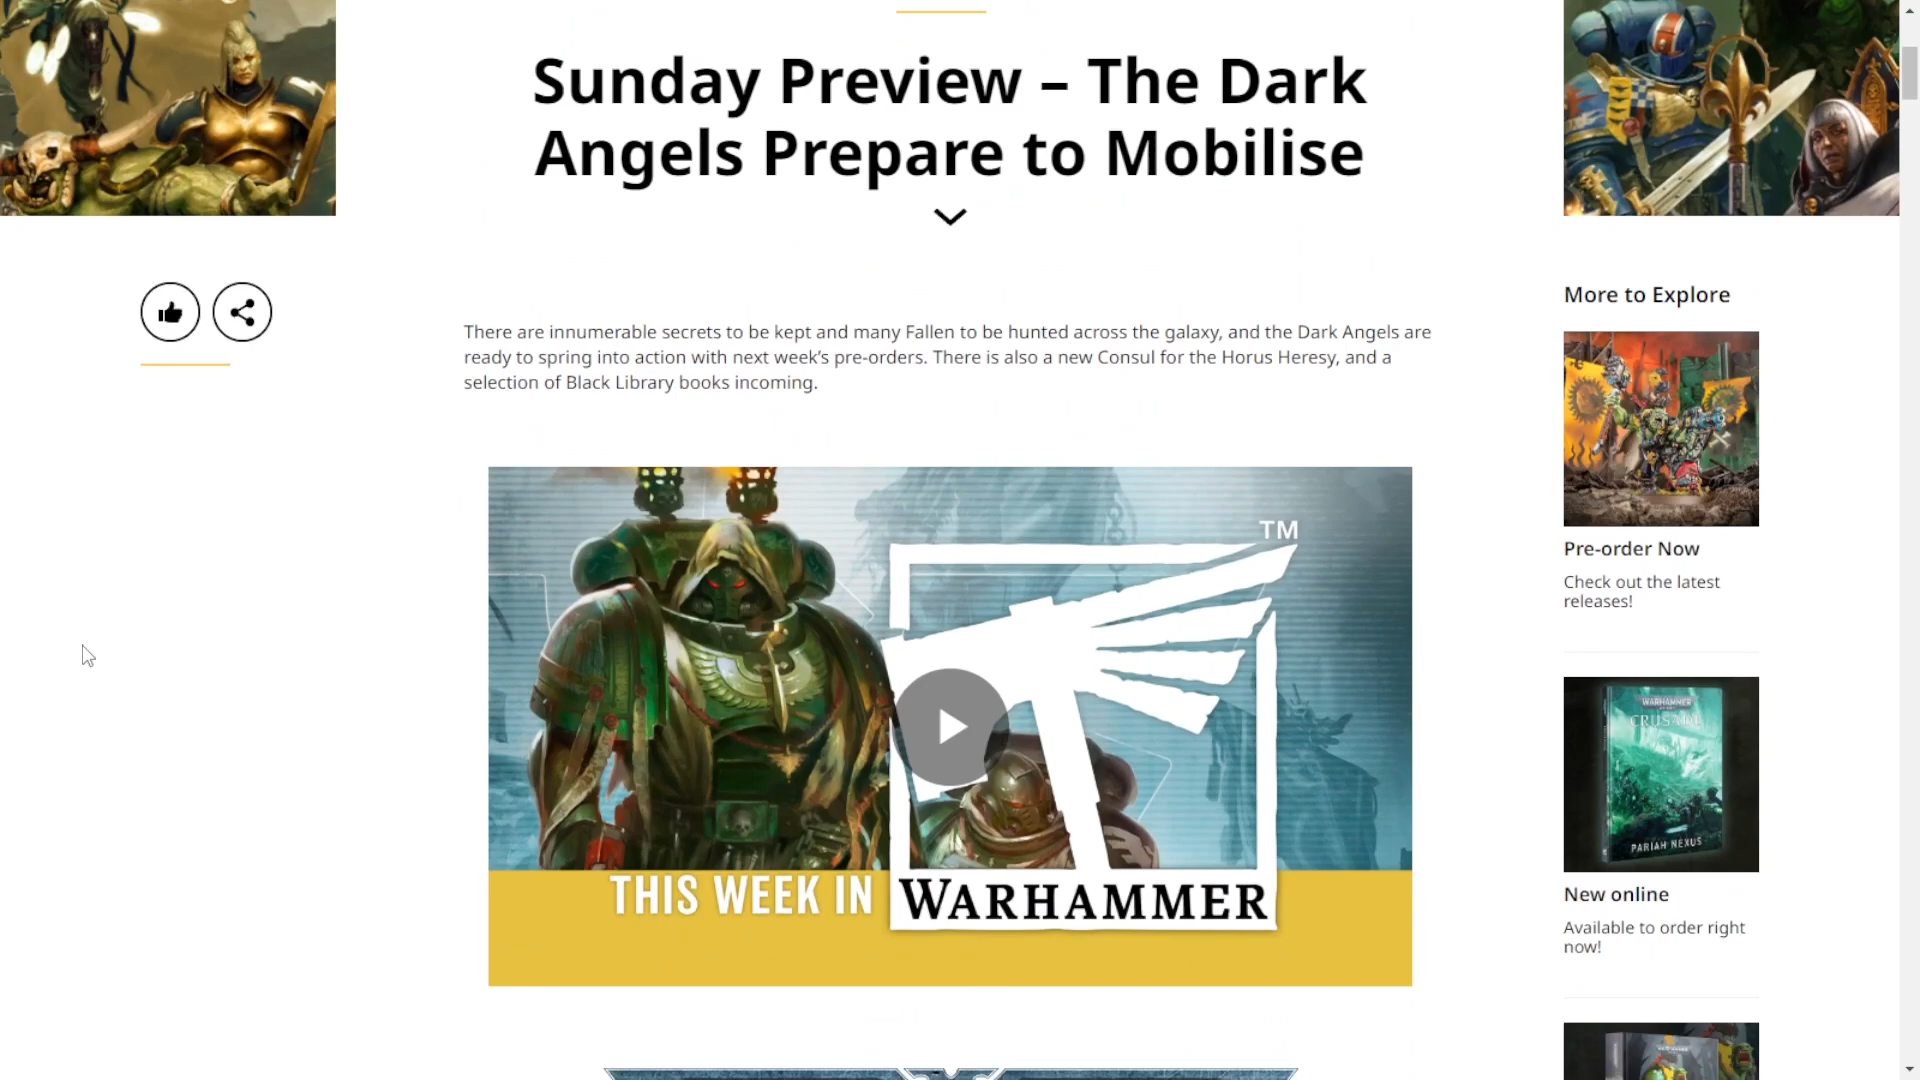 Sunday Preview – The Dark
Angels Prepare to Mobilise
There are innumerable secrets to be kept and many Fallen to be hunted across the galaxy, and the Dark Angels are
ready to spring into action with next week’s pre-orders. There is also a new Consul for the Horus Heresy, and a
selection of Black Library books incoming.
TM
THIS WEEK IN WARHAMMER
More to Explore
Pre-order Now
Check out the latest
releases!
WARHAMMER
CRUSADE
PARIAH NEXUS
New online
Available to order right
now!